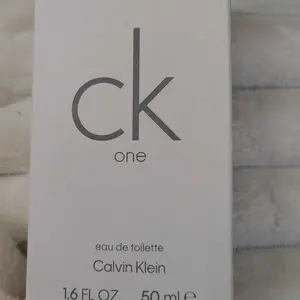 ck
one
eau de toilette
Calvin Klein
1.6 FL OZ 50 ml e